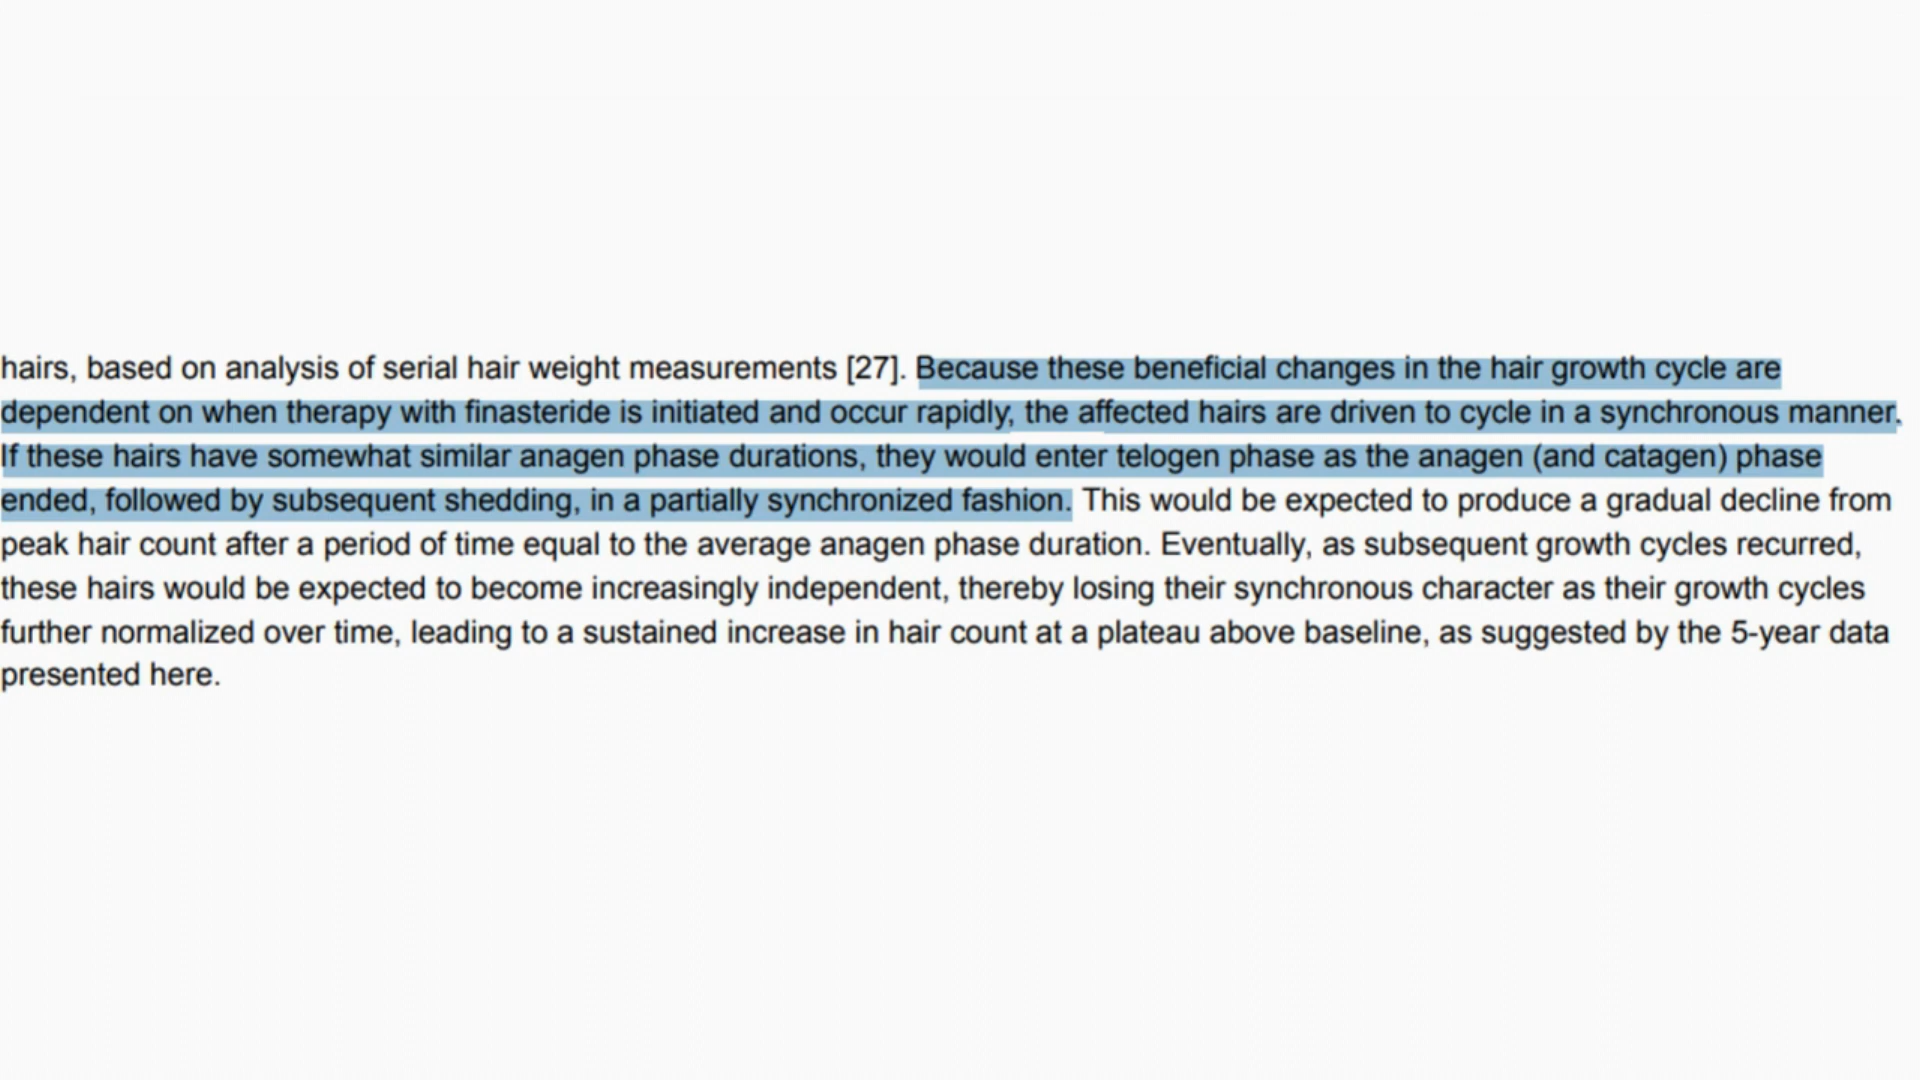 hairs, based on analysis of serial hair weight measurements [27]. Because these beneficial changes in the hair growth cycle are
dependent on when therapy with finasteride is initiated and occur rapidly, the affected hairs are driven to cycle in a synchronous manner.
If these hairs have somewhat similar anagen phase durations, they would enter telogen phase as the anagen (and catagen) phase
ended, followed by subsequent shedding, in a partially synchronized fashion. This would be expected to produce a gradual decline from
peak hair count after a period of time equal to the average anagen phase duration. Eventually, as subsequent growth cycles recurred,
these hairs would be expected to become increasingly independent, thereby losing their synchronous character as their growth cycles
further normalized over time, leading to a sustained increase in hair count at a plateau above baseline, as suggested by the 5-year data
presented here.